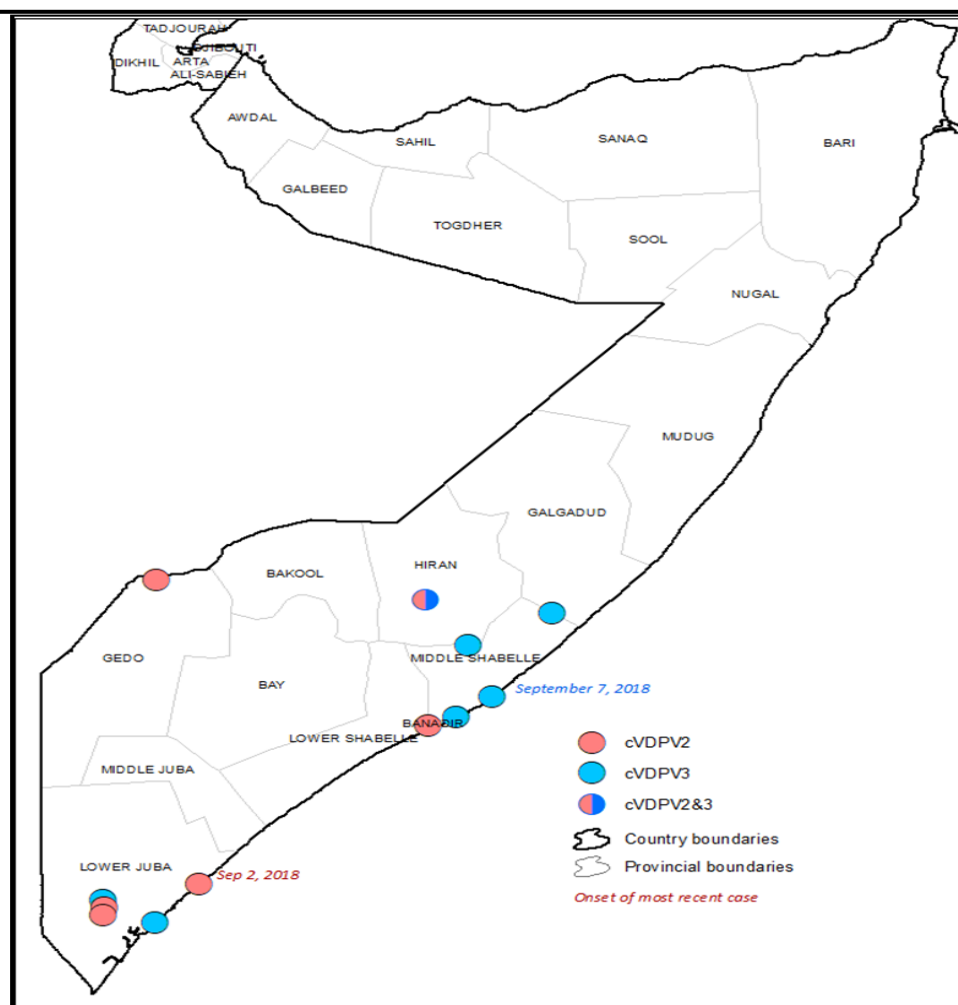 TADJOURAH
DJIBOUTI
DIKHIL
ARTA
ALI-SABIEH
AWDAL
SAHIL
SANAQ
BARI
GALBEED
TOGDHER
SOOL
NUGAL
MUDUG
GALGADUD
HIRAN
BAKOOL
GEDO
MIDDLE SHABELLE
BAY
September 7, 2018
BANADIR
LOWER SHABELLE
cVDPV2
MIDDLE JUBA
cVDPV3
cVDPV2&3
Country boundaries
LOWER JUBA
Provincial boundaries
Sep 2, 2018
Onset of most recent case